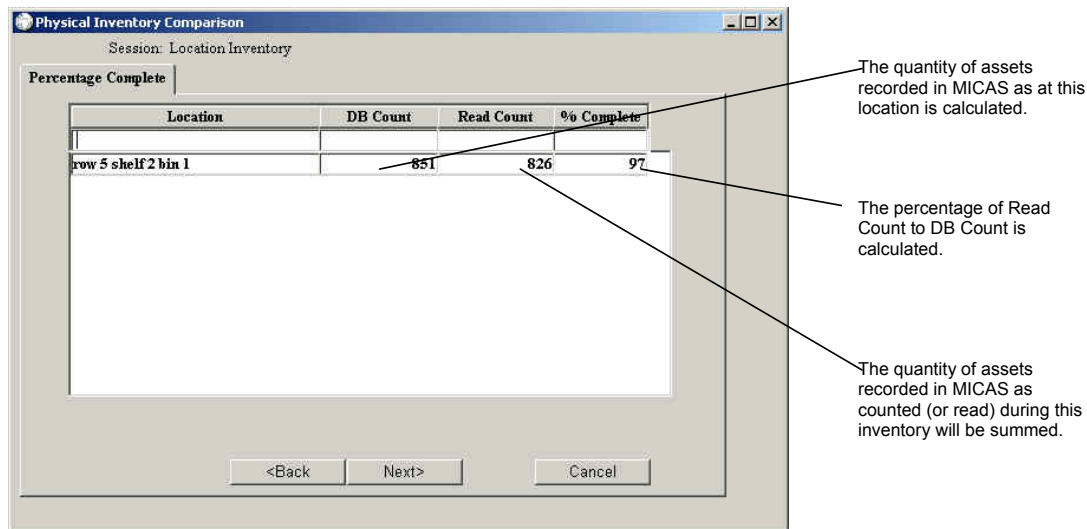 Physical Inventory Comparison
Session: Location Inventory
Percentage Complete
Location DB Count Read Count % Complete
row 5 shelf 2 bin 1 851 826 97
<Back Next> Cancel
The quantity of assets
recorded in MICAS as at this
location is calculated.
The percentage of Read
Count to DB Count is
calculated.
The quantity of assets
recorded in MICAS as
counted (or read) during this
inventory will be summed.